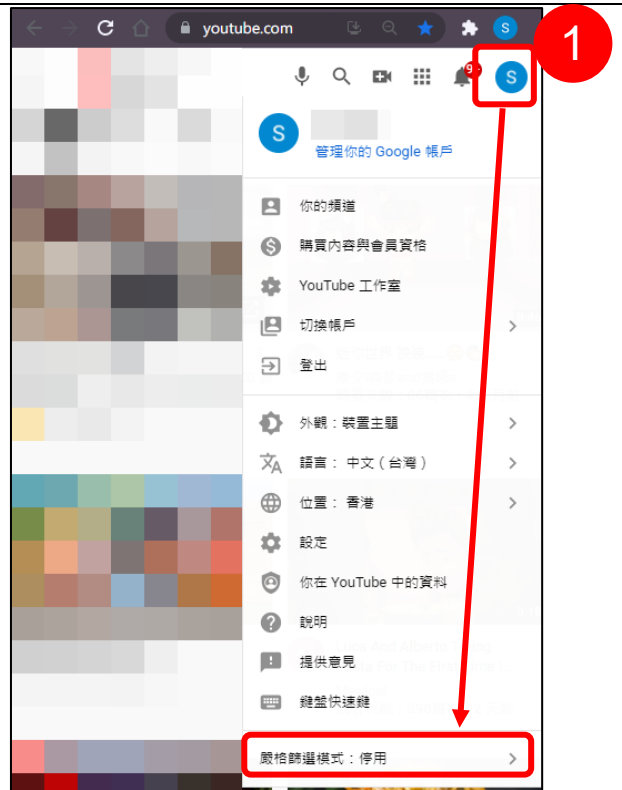 youtube.com
S
1
9+
S
S
管理你的 Google 帳戶
你的頻道
購買內容與會員資格
YouTube 工作室
切換帳戶
登出
外觀：裝置主題
語言： 中文（台灣）
位置： 香港
設定
你在 YouTube 中的資料
說明
提供意見
鍵盤快速鍵
嚴格篩選模式：停用